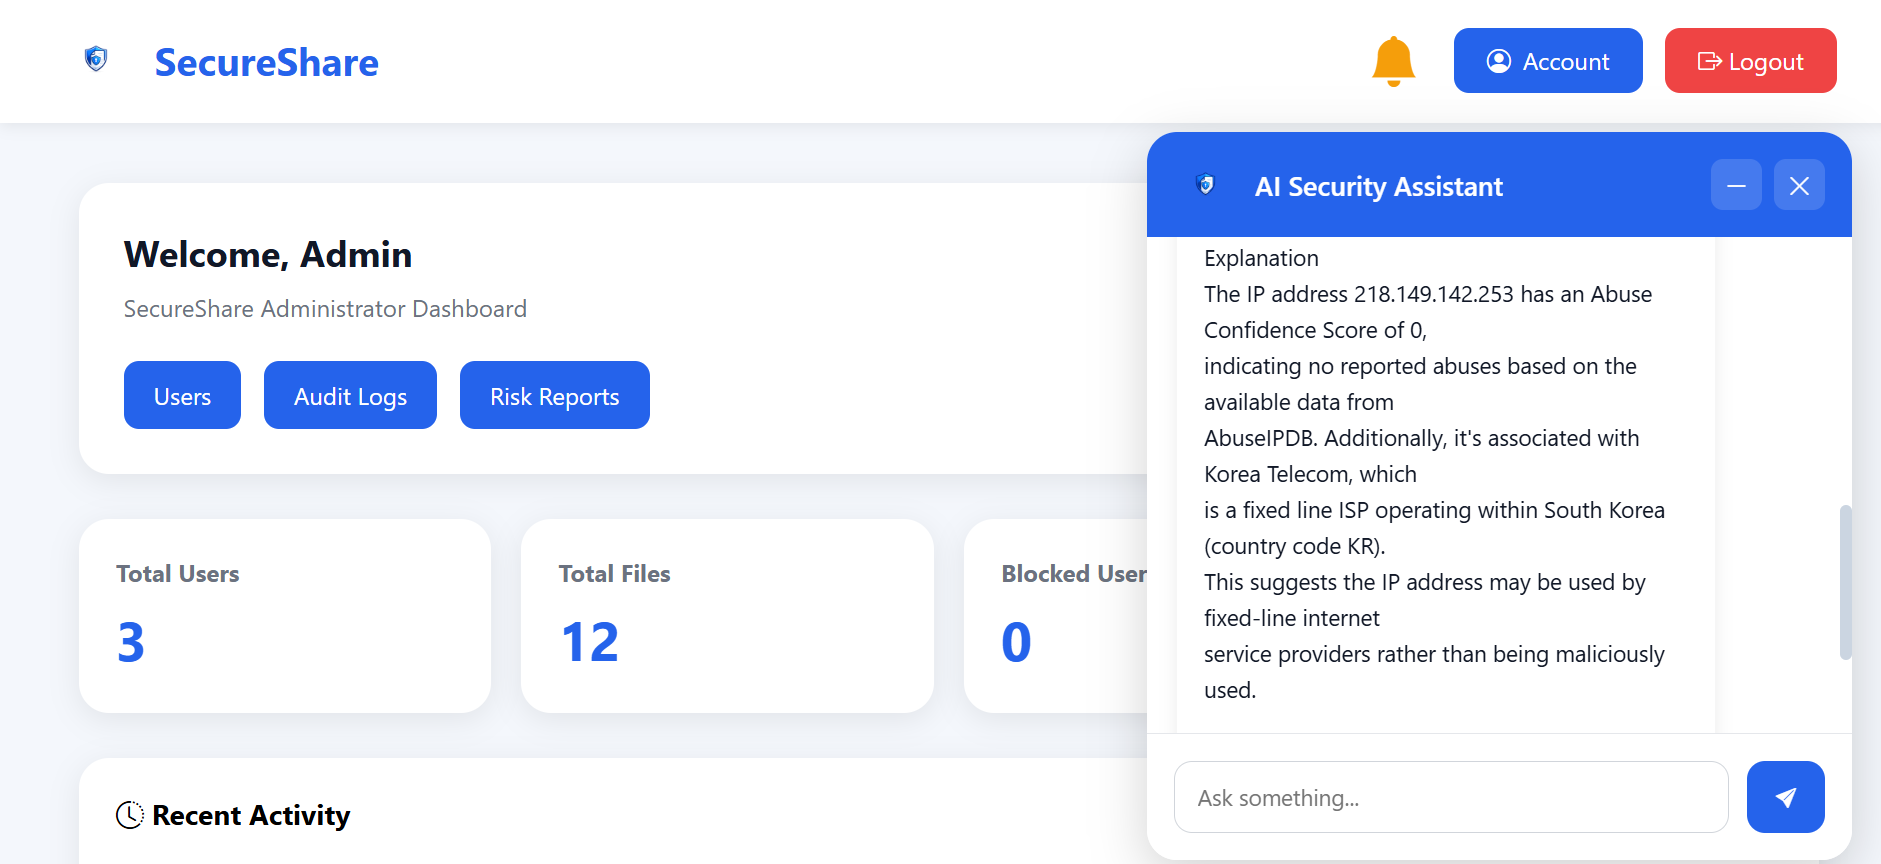 SecureShare
Account
Logout
Welcome, Admin
SecureShare Administrator Dashboard
Users
Audit Logs
Risk Reports
Total Users
3
Total Files
12
Blocked User
0
Recent Activity
AI Security Assistant
Explanation
The IP address 218.149.142.253 has an Abuse
Confidence Score of 0,
indicating no reported abuses based on the
available data from
AbuseIPDB. Additionally, it's associated with
Korea Telecom, which
is a fixed line ISP operating within South Korea
(country code KR).
This suggests the IP address may be used by
fixed-line internet
service providers rather than being maliciously
used.
Ask something...